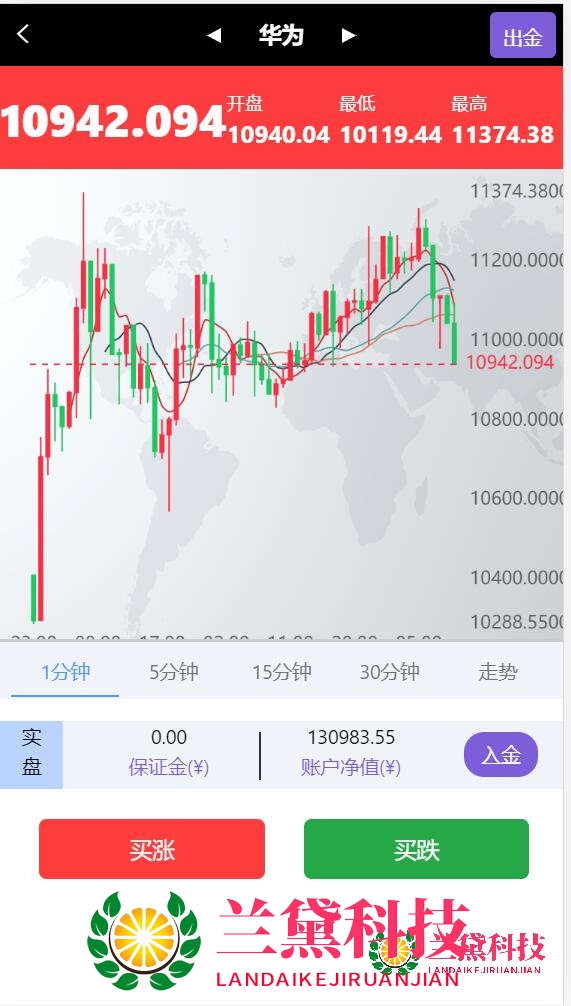 华为
出金
10942.094
开盘
10940.04
最低
10119.44
最高
11374.38
11374.3800
11200.0000
11000.0000
10942.094
10800.0000
10600.0000
10400.0000
10288.5500
1分钟 5分钟 15分钟 30分钟 走势
实盘
0.00
保证金(¥)
130983.55
账户净值(¥)
入金
买涨 买跌
兰黛科技
LANDAIKEJIRUANJIAN
兰黛科技
LANDAIKEJIRUANJIAN